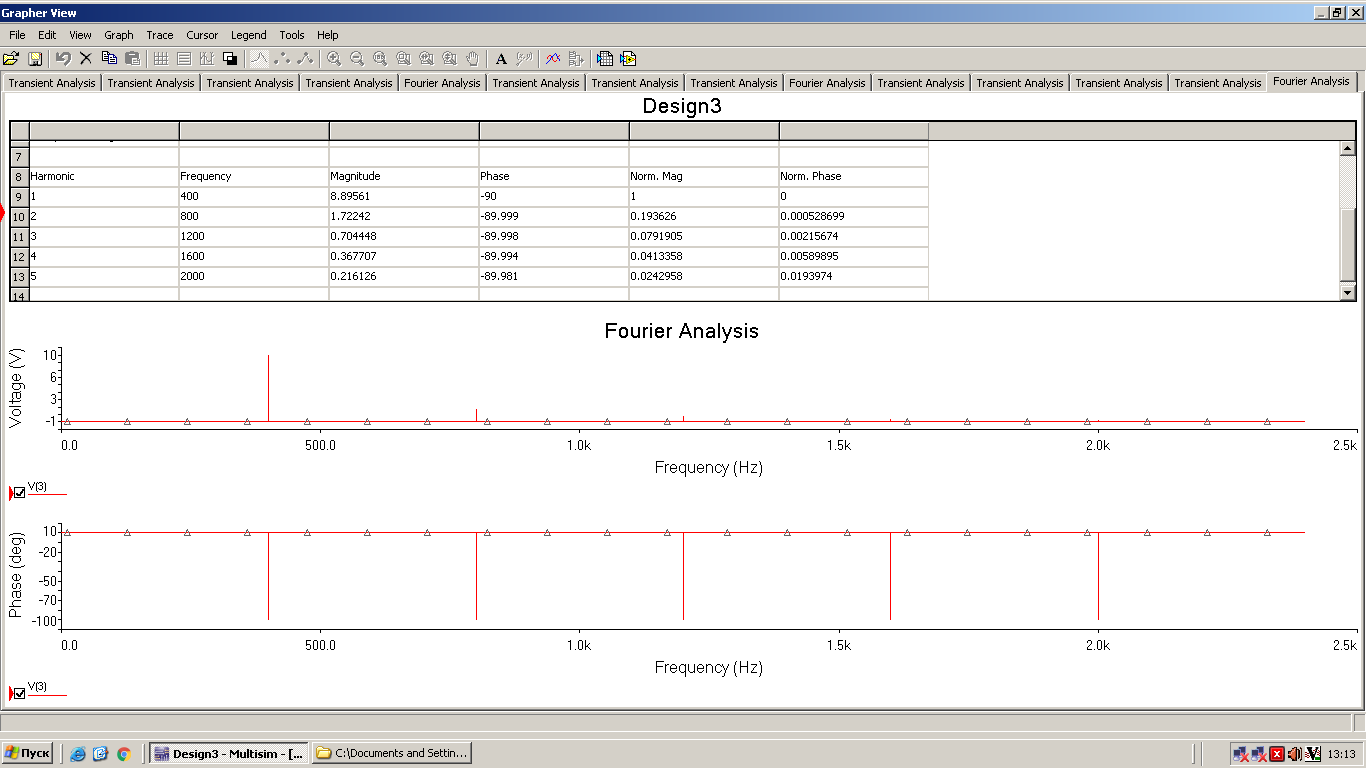 Grapher View
File Edit View Graph Trace Cursor Legend Tools Help
Transient Analysis Transient Analysis Transient Analysis Transient Analysis Fourier Analysis Transient Analysis Transient Analysis Transient Analysis Fourier Analysis Transient Analysis Transient Analysis Transient Analysis Transient Analysis Fourier Analysis
Design3
7
8 Harmonic Frequency Magnitude Phase Norm. Mag Norm. Phase
9 1 400 8.89561 -90 1 0
10 2 800 1.72242 -89.999 0.193626 0.000528699
11 3 1200 0.704448 -89.998 0.0791905 0.00215674
12 4 1600 0.367707 -89.994 0.0413358 0.00589895
13 5 2000 0.216126 -89.981 0.0242958 0.0193974
14
Fourier Analysis
Voltage (V)
10
6
3
-1
0.0 500.0 1.0k 1.5k 2.0k 2.5k
Frequency (Hz)
V(3)
Phase (deg)
10
-20
-50
-70
-100
0.0 500.0 1.0k 1.5k 2.0k 2.5k
Frequency (Hz)
V(3)
Пуск Design3 - Multisim - [... C:\Documents and Settin... 13:13